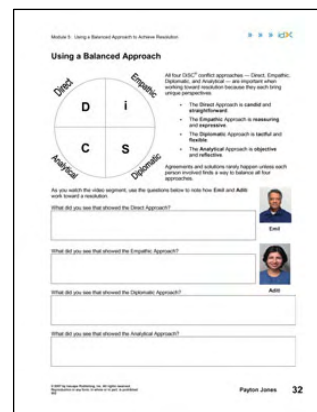 Module 5: Using a Balanced Approach to Achieve Resolution
Using a Balanced Approach
Direct
Empathic
D
i
C
S
Analytical
Diplomatic
All four DiSC® conflict approaches — Direct, Empathic,
Diplomatic, and Analytical — are important when
working toward resolution because they each bring
unique perspectives.
• The Direct Approach is candid and
straightforward.
• The Empathic Approach is reassuring
and expressive.
• The Diplomatic Approach is tactful and
flexible.
• The Analytical Approach is objective
and reflective.
Agreements and solutions rarely happen unless each
person involved finds a way to balance all four
approaches.
As you watch the video segment, use the questions below to note how Emil and Aditi
work toward a resolution.
What did you see that showed the Direct Approach?
Emil
What did you see that showed the Empathic Approach?
Aditi
What did you see that showed the Diplomatic Approach?
What did you see that showed the Analytical Approach?
Payton Jones
32